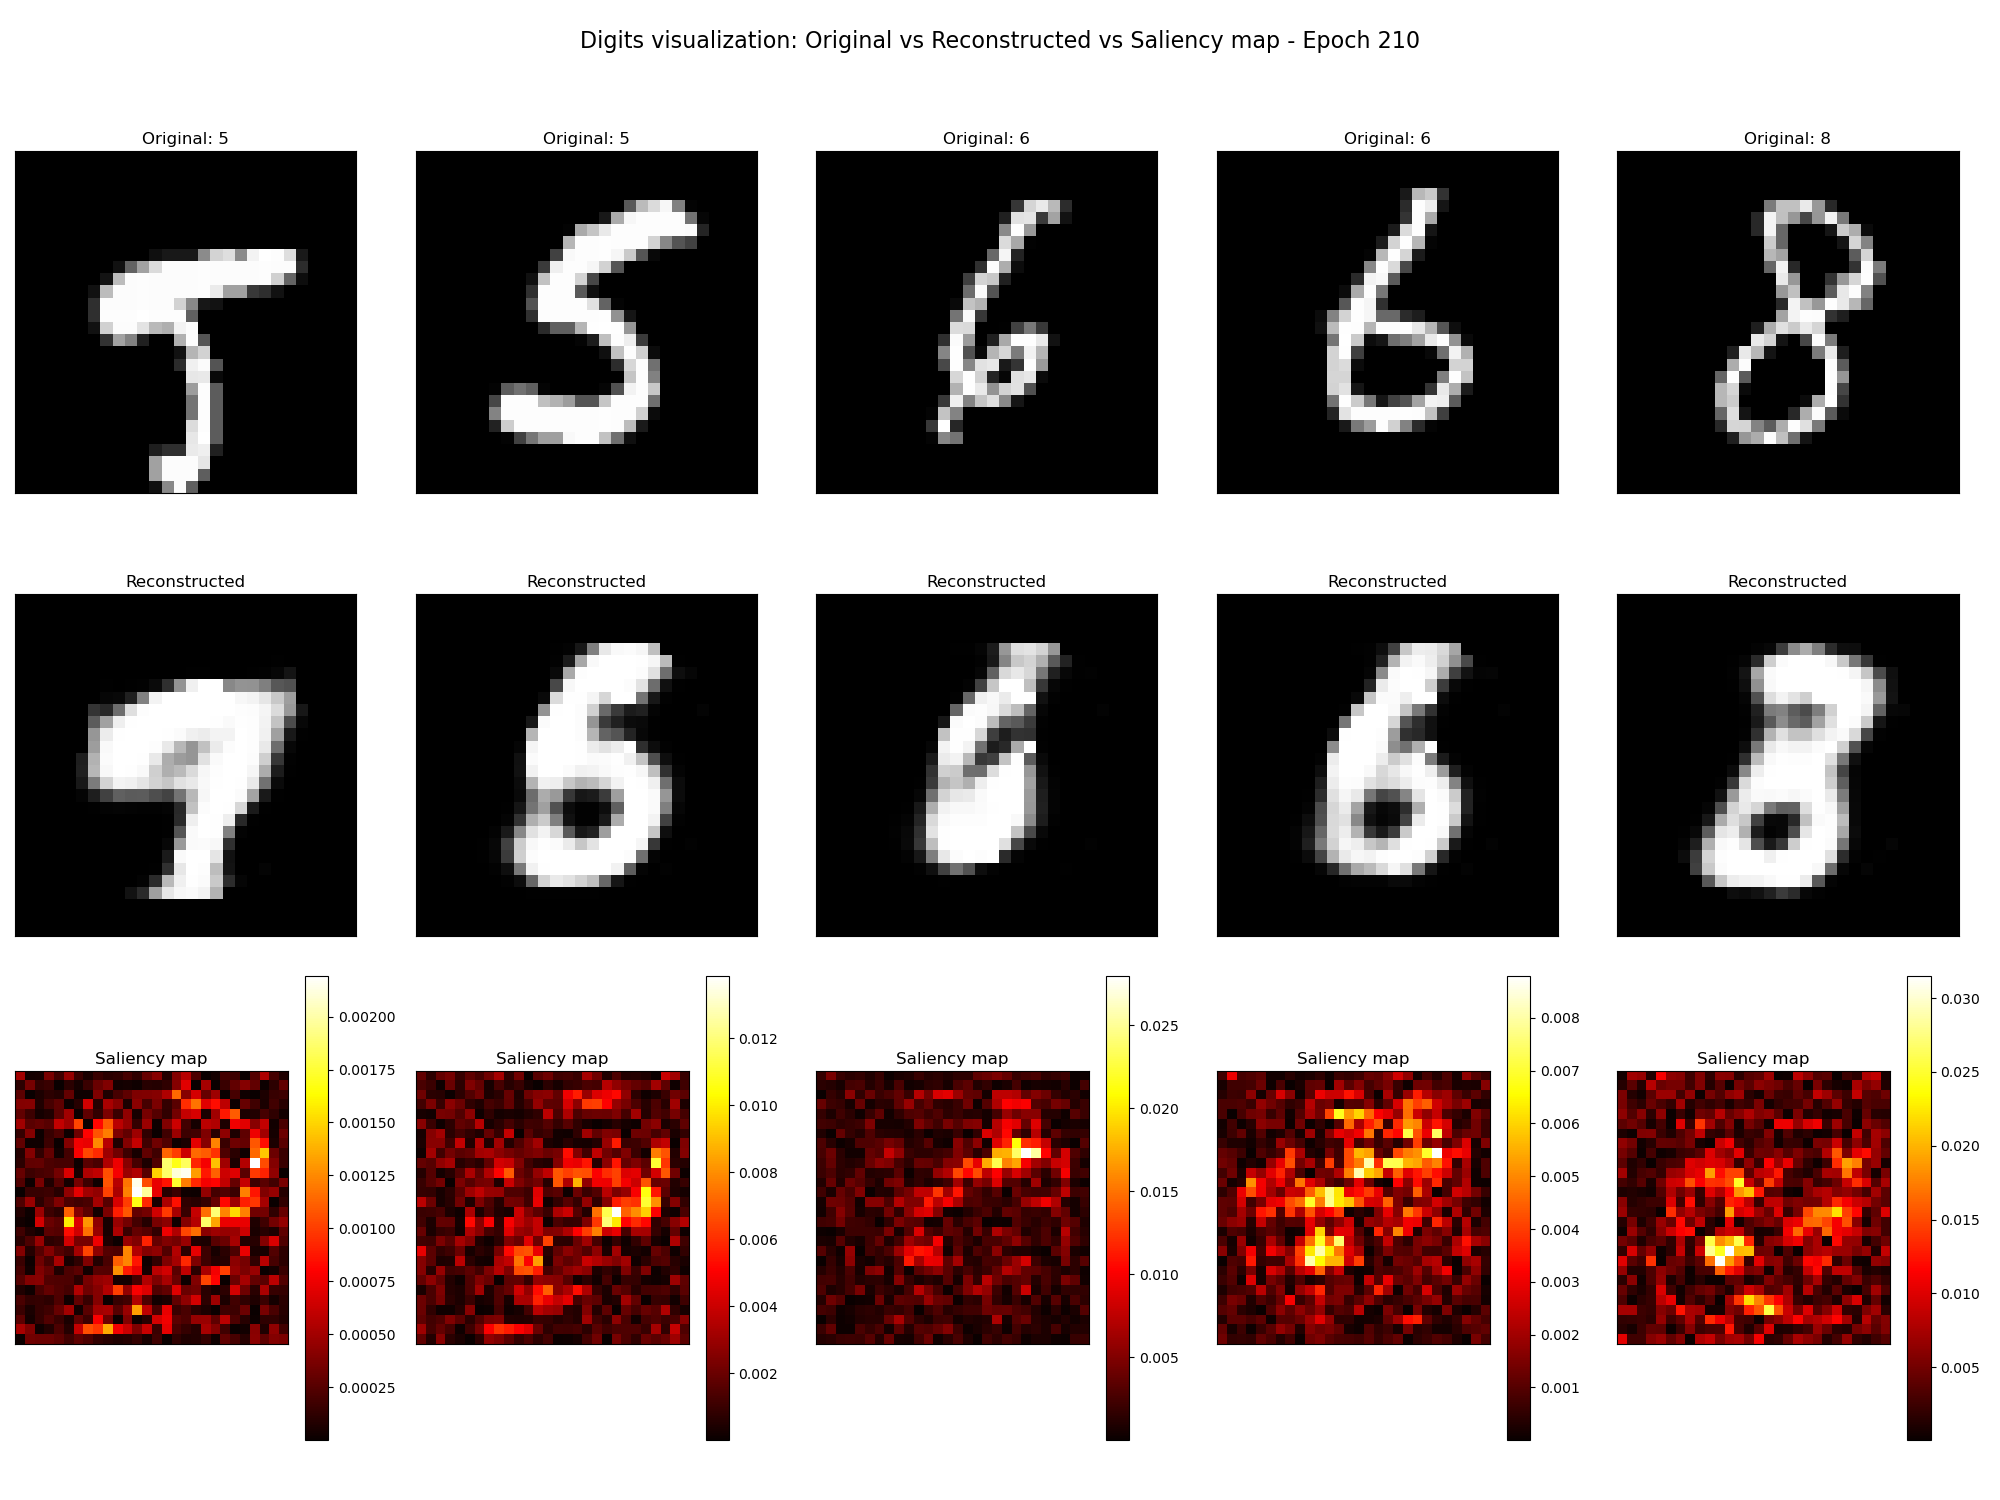 Digits visualization: Original vs Reconstructed vs Saliency map - Epoch 210
Original: 5
Original: 5
Original: 6
Original: 6
Original: 8
Reconstructed
Reconstructed
Reconstructed
Reconstructed
Reconstructed
Saliency map
0.00200
0.00175
0.00150
0.00125
0.00100
0.00075
0.00050
0.00025
Saliency map
0.012
0.010
0.008
0.006
0.004
0.002
Saliency map
0.025
0.020
0.015
0.010
0.005
Saliency map
0.008
0.007
0.006
0.005
0.004
0.003
0.002
0.001
Saliency map
0.030
0.025
0.020
0.015
0.010
0.005